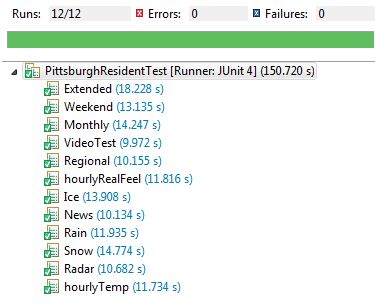 Runs: 12/12 Errors: 0 Failures: 0
PittsburghResidentTest [Runner: JUnit 4] (150.720 s)
Extended (18.228 s)
Weekend (13.135 s)
Monthly (14.247 s)
VideoTest (9.972 s)
Regional (10.155 s)
hourlyRealFeel (11.816 s)
Ice (13.908 s)
News (10.134 s)
Rain (11.935 s)
Snow (14.774 s)
Radar (10.682 s)
hourlyTemp (11.734 s)